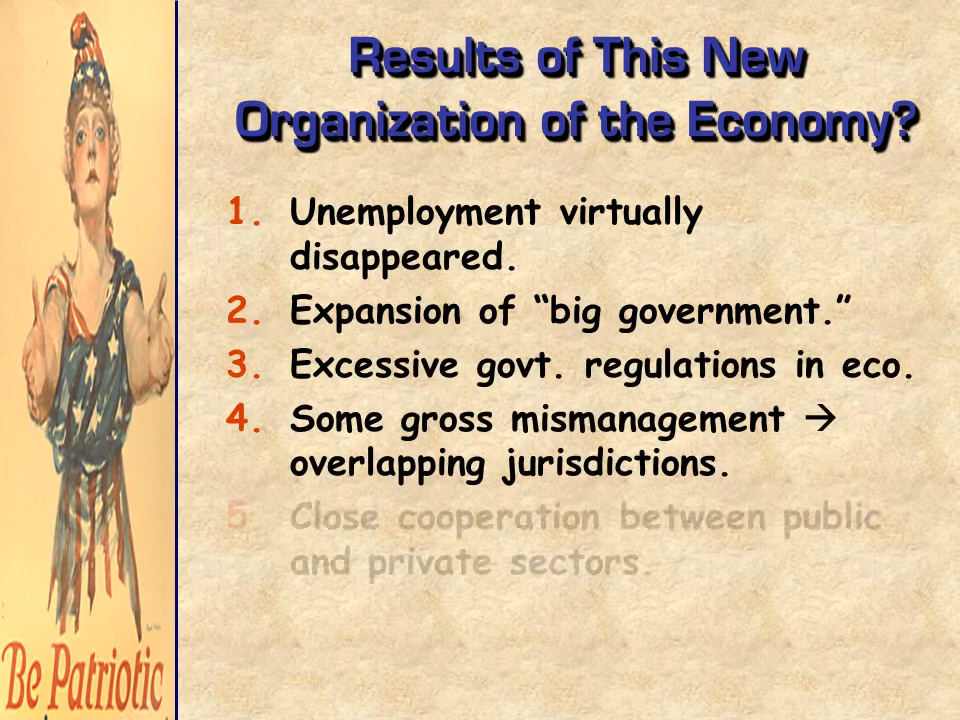 Results of This New
Organization of the Economy?
1. Unemployment virtually
disappeared.
2. Expansion of “big government.”
3. Excessive govt. regulations in eco.
4. Some gross mismanagement →
overlapping jurisdictions.
5. Close cooperation between public
and private sectors.
Be Patriotic